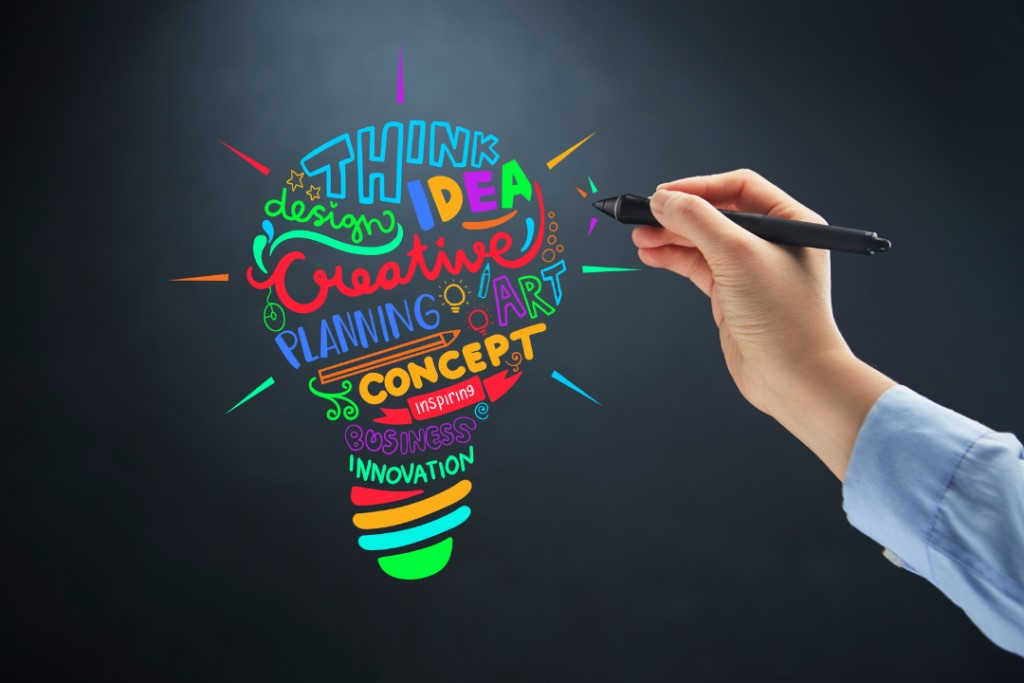 THINK
IDEA
design
Creative
ART
PLANNING
CONCEPT
Inspiring
BUSINESS
INNOVATION